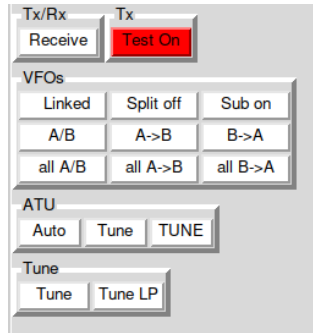 Tx/Rx Tx
Receive Test On
VFOs
Linked Split off Sub on
A/B A->B B->A
all A/B all A->B all B->A
ATU
Auto Tune TUNE
Tune
Tune Tune LP